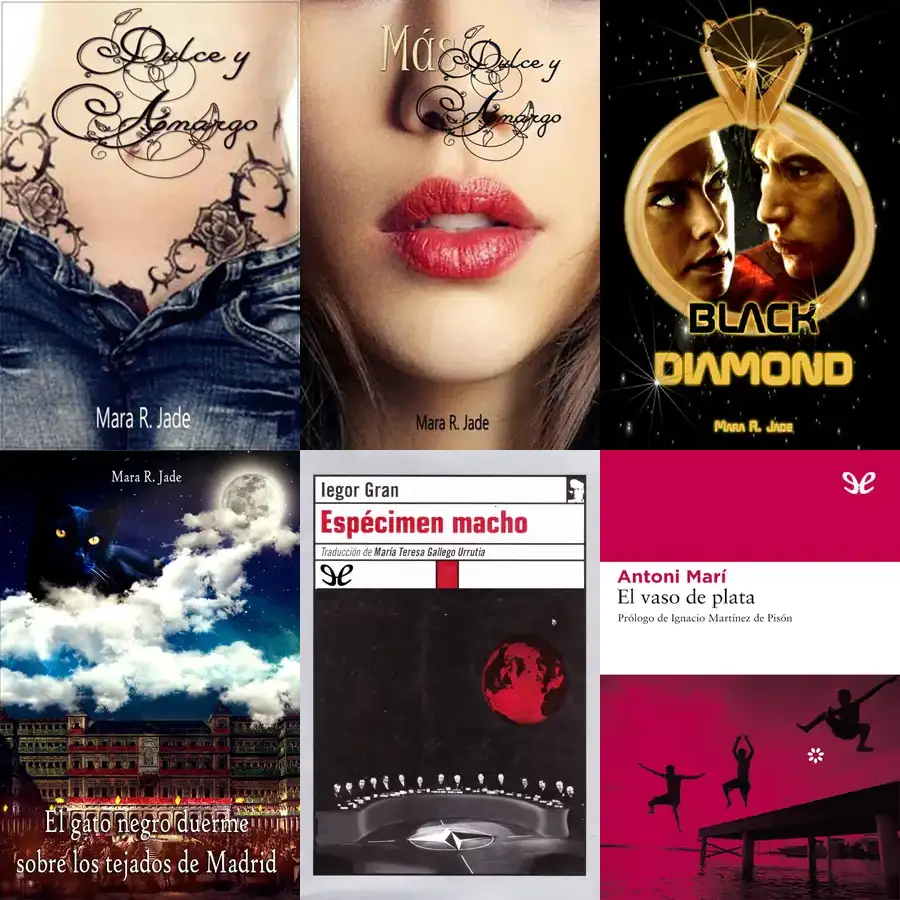 Dulce y
Amargo
Mara R. Jade
Más
Dulce y
Amargo
Mara R. Jade
BLACK
DIAMOND
Mara R. Jade
Mara R. Jade
El gato negro duerme
sobre los tejados de Madrid
Iegor Gran
Espécimen macho
Traducción de María Teresa Gallego Urrutia
Antoni Marí
El vaso de plata
Prólogo de Ignacio Martínez de Pisón